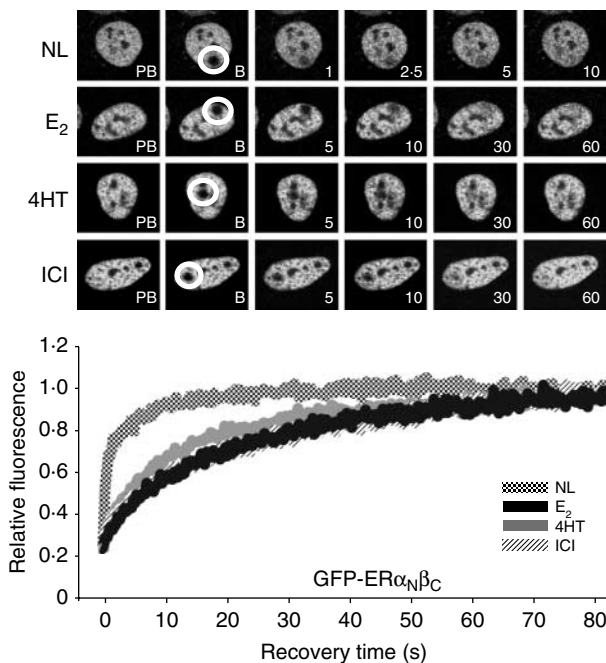 NL PB B 1 2·5 5 10
E₂ PB B 5 10 30 60
4HT PB B 5 10 30 60
ICI PB B 5 10 30 60
Relative fluorescence
1·2
1·0
0·8
0·6
0·4
0·2
0
NL
E₂
4HT
ICI
GFP-ERα_Nβ_C
0 10 20 30 40 50 60 70 80
Recovery time (s)